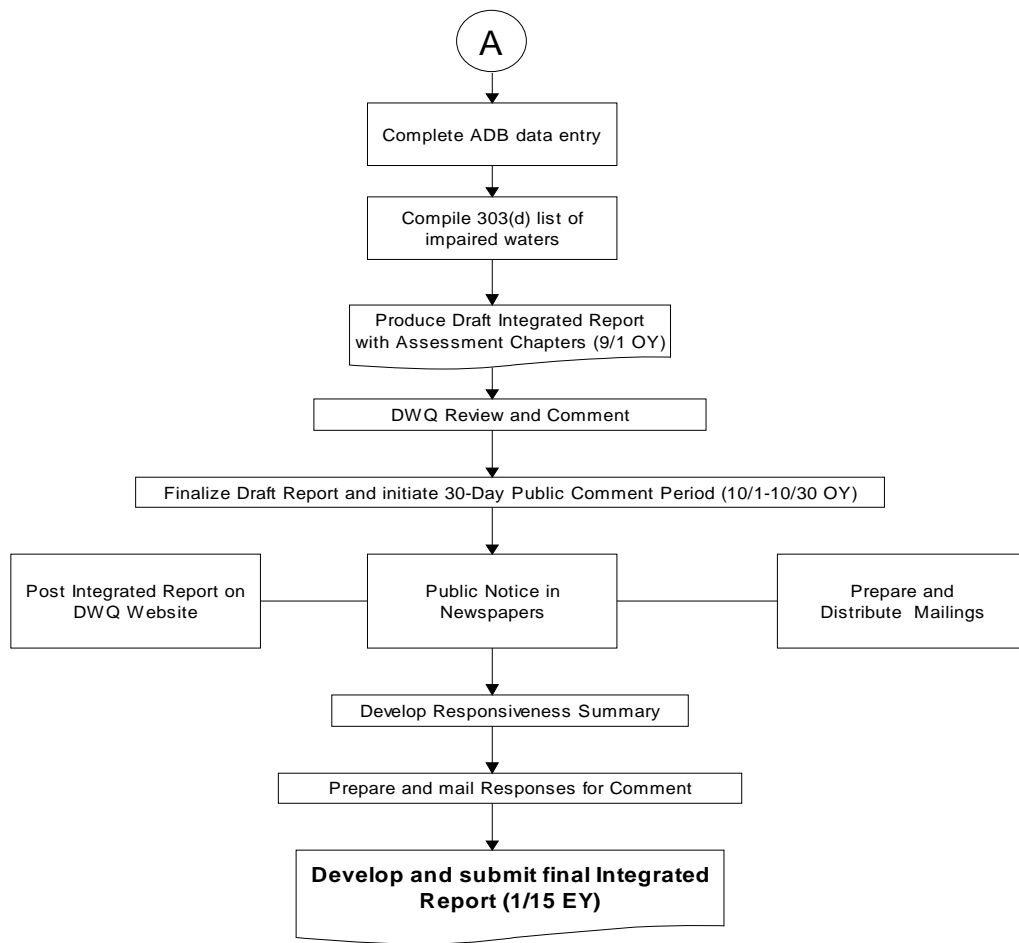 A
Complete ADB data entry
Compile 303(d) list of
impaired waters
Produce Draft Integrated Report
with Assessment Chapters (9/1 OY)
DWQ Review and Comment
Finalize Draft Report and initiate 30-Day Public Comment Period (10/1-10/30 OY)
Post Integrated Report on
DWQ Website
Public Notice in
Newspapers
Prepare and
Distribute Mailings
Develop Responsiveness Summary
Prepare and mail Responses for Comment
Develop and submit final Integrated
Report (1/15 EY)